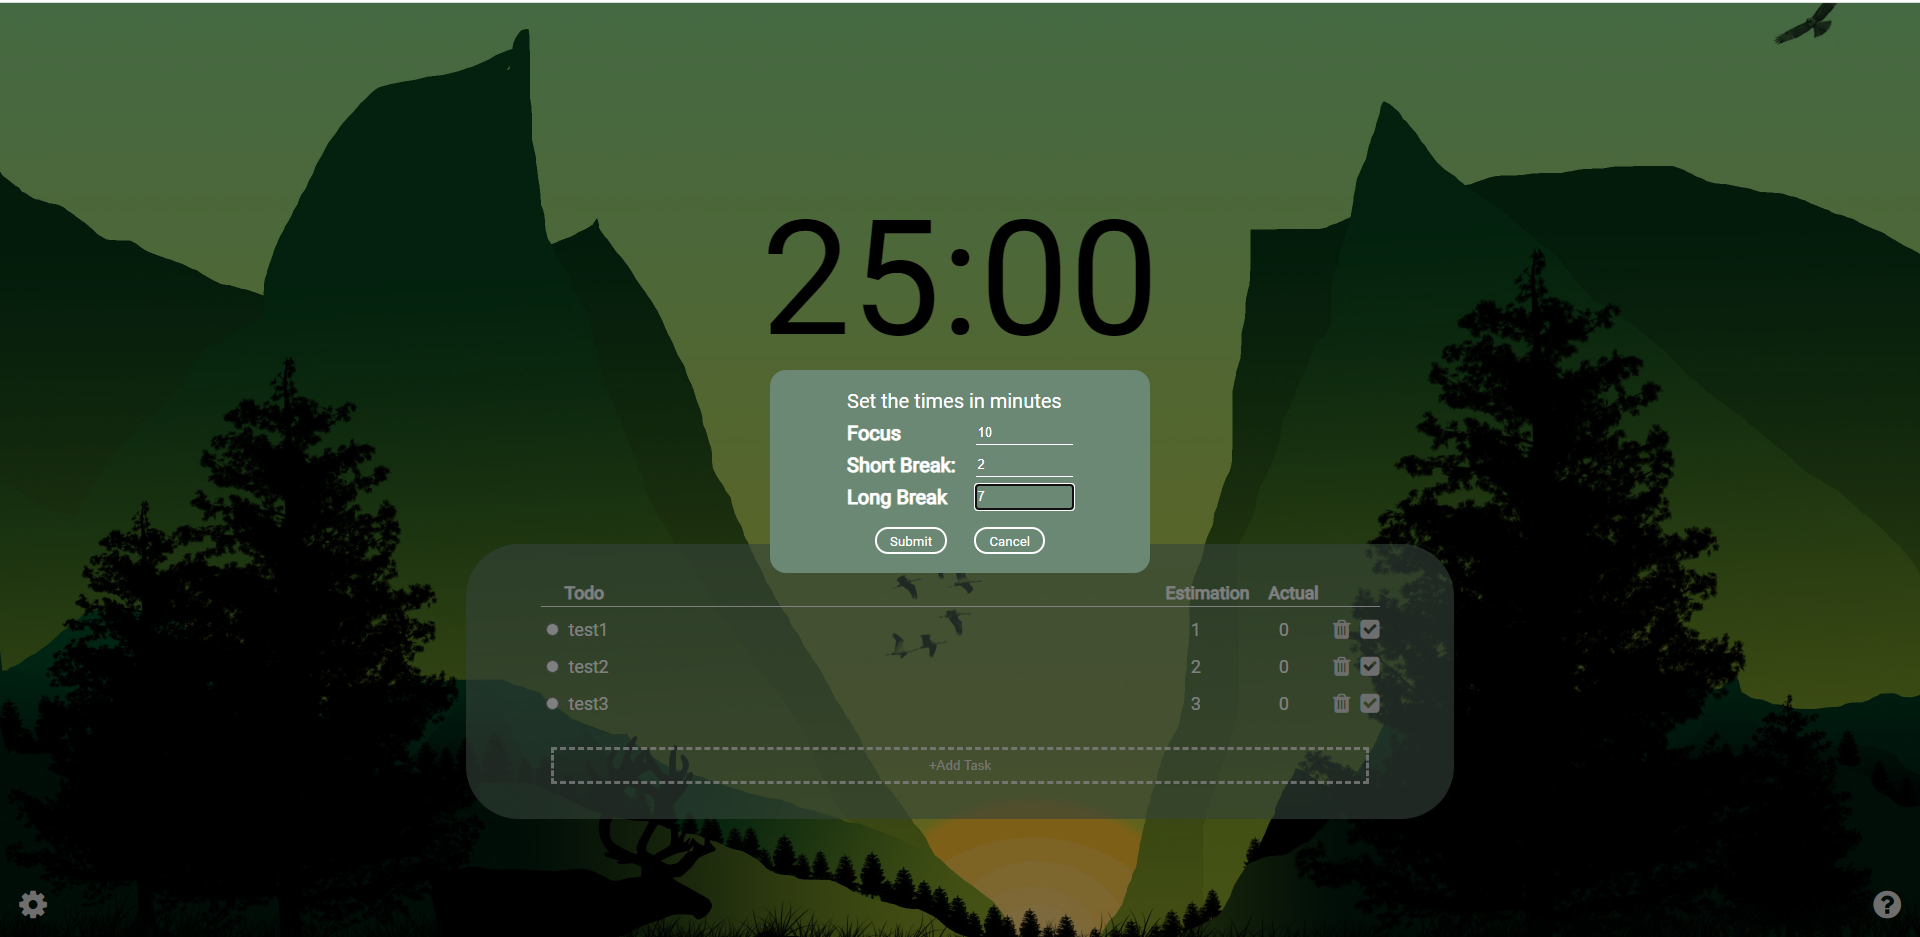 25:00
Set the times in minutes
Focus 10
Short Break: 2
Long Break 7
Submit Cancel
Todo Estimation Actual
test1 1 0
test2 2 0
test3 3 0
+Add Task
?